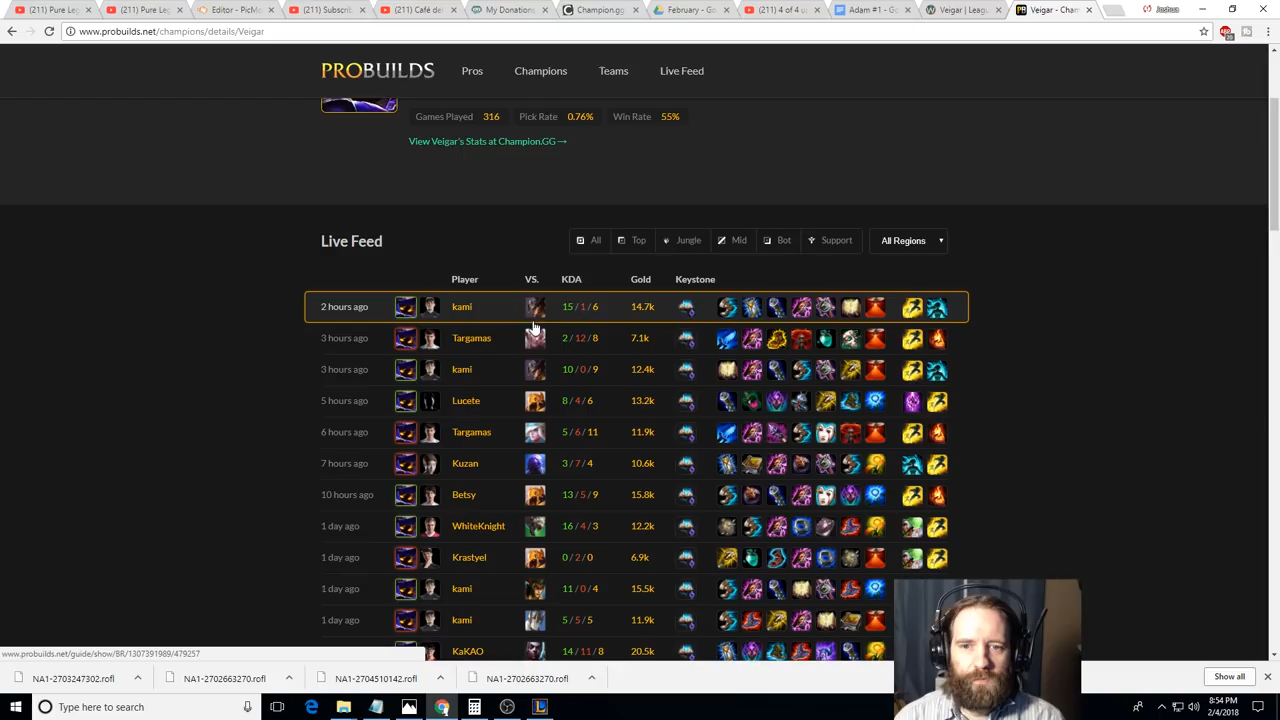 (211) Pure Leg
(211) Pure Leg
Editor - PicMo
(211) Subscrib
(211) Café de
My Donations
Champion.gg
February - Go
(211) 4 of 4 u
Adam #1 - Go
Veigar | Leagu
Veigar - Cham
Joshua
www.probuilds.net/champions/details/Veigar
PROBUILDS
Pros
Champions
Teams
Live Feed
Games Played 316
Pick Rate 0.76%
Win Rate 55%
View Veigar's Stats at Champion.GG →
Live Feed
All
Top
Jungle
Mid
Bot
Support
All Regions
Player VS. KDA Gold Keystone
2 hours ago kami 15 / 1 / 6 14.7k
3 hours ago Targamas 2 / 12 / 8 7.1k
3 hours ago kami 10 / 0 / 9 12.4k
5 hours ago Lucete 8 / 4 / 6 13.2k
6 hours ago Targamas 5 / 6 / 11 11.9k
7 hours ago Kuzan 3 / 7 / 4 10.6k
10 hours ago Betsy 13 / 5 / 9 15.8k
1 day ago WhiteKnight 16 / 4 / 3 12.2k
1 day ago Krastyel 0 / 2 / 0 6.9k
1 day ago kami 11 / 0 / 4 15.5k
1 day ago kami 5 / 5 / 5 11.9k
KaKAO 14 / 11 / 8 20.5k
www.probuilds.net/guide/show/BR/1307391989/479257
NA1-2703247302.rofl
NA1-2702663270.rofl
NA1-2704510142.rofl
NA1-2702663270.rofl
Show all
Type here to search
8:54 PM
2/4/2018